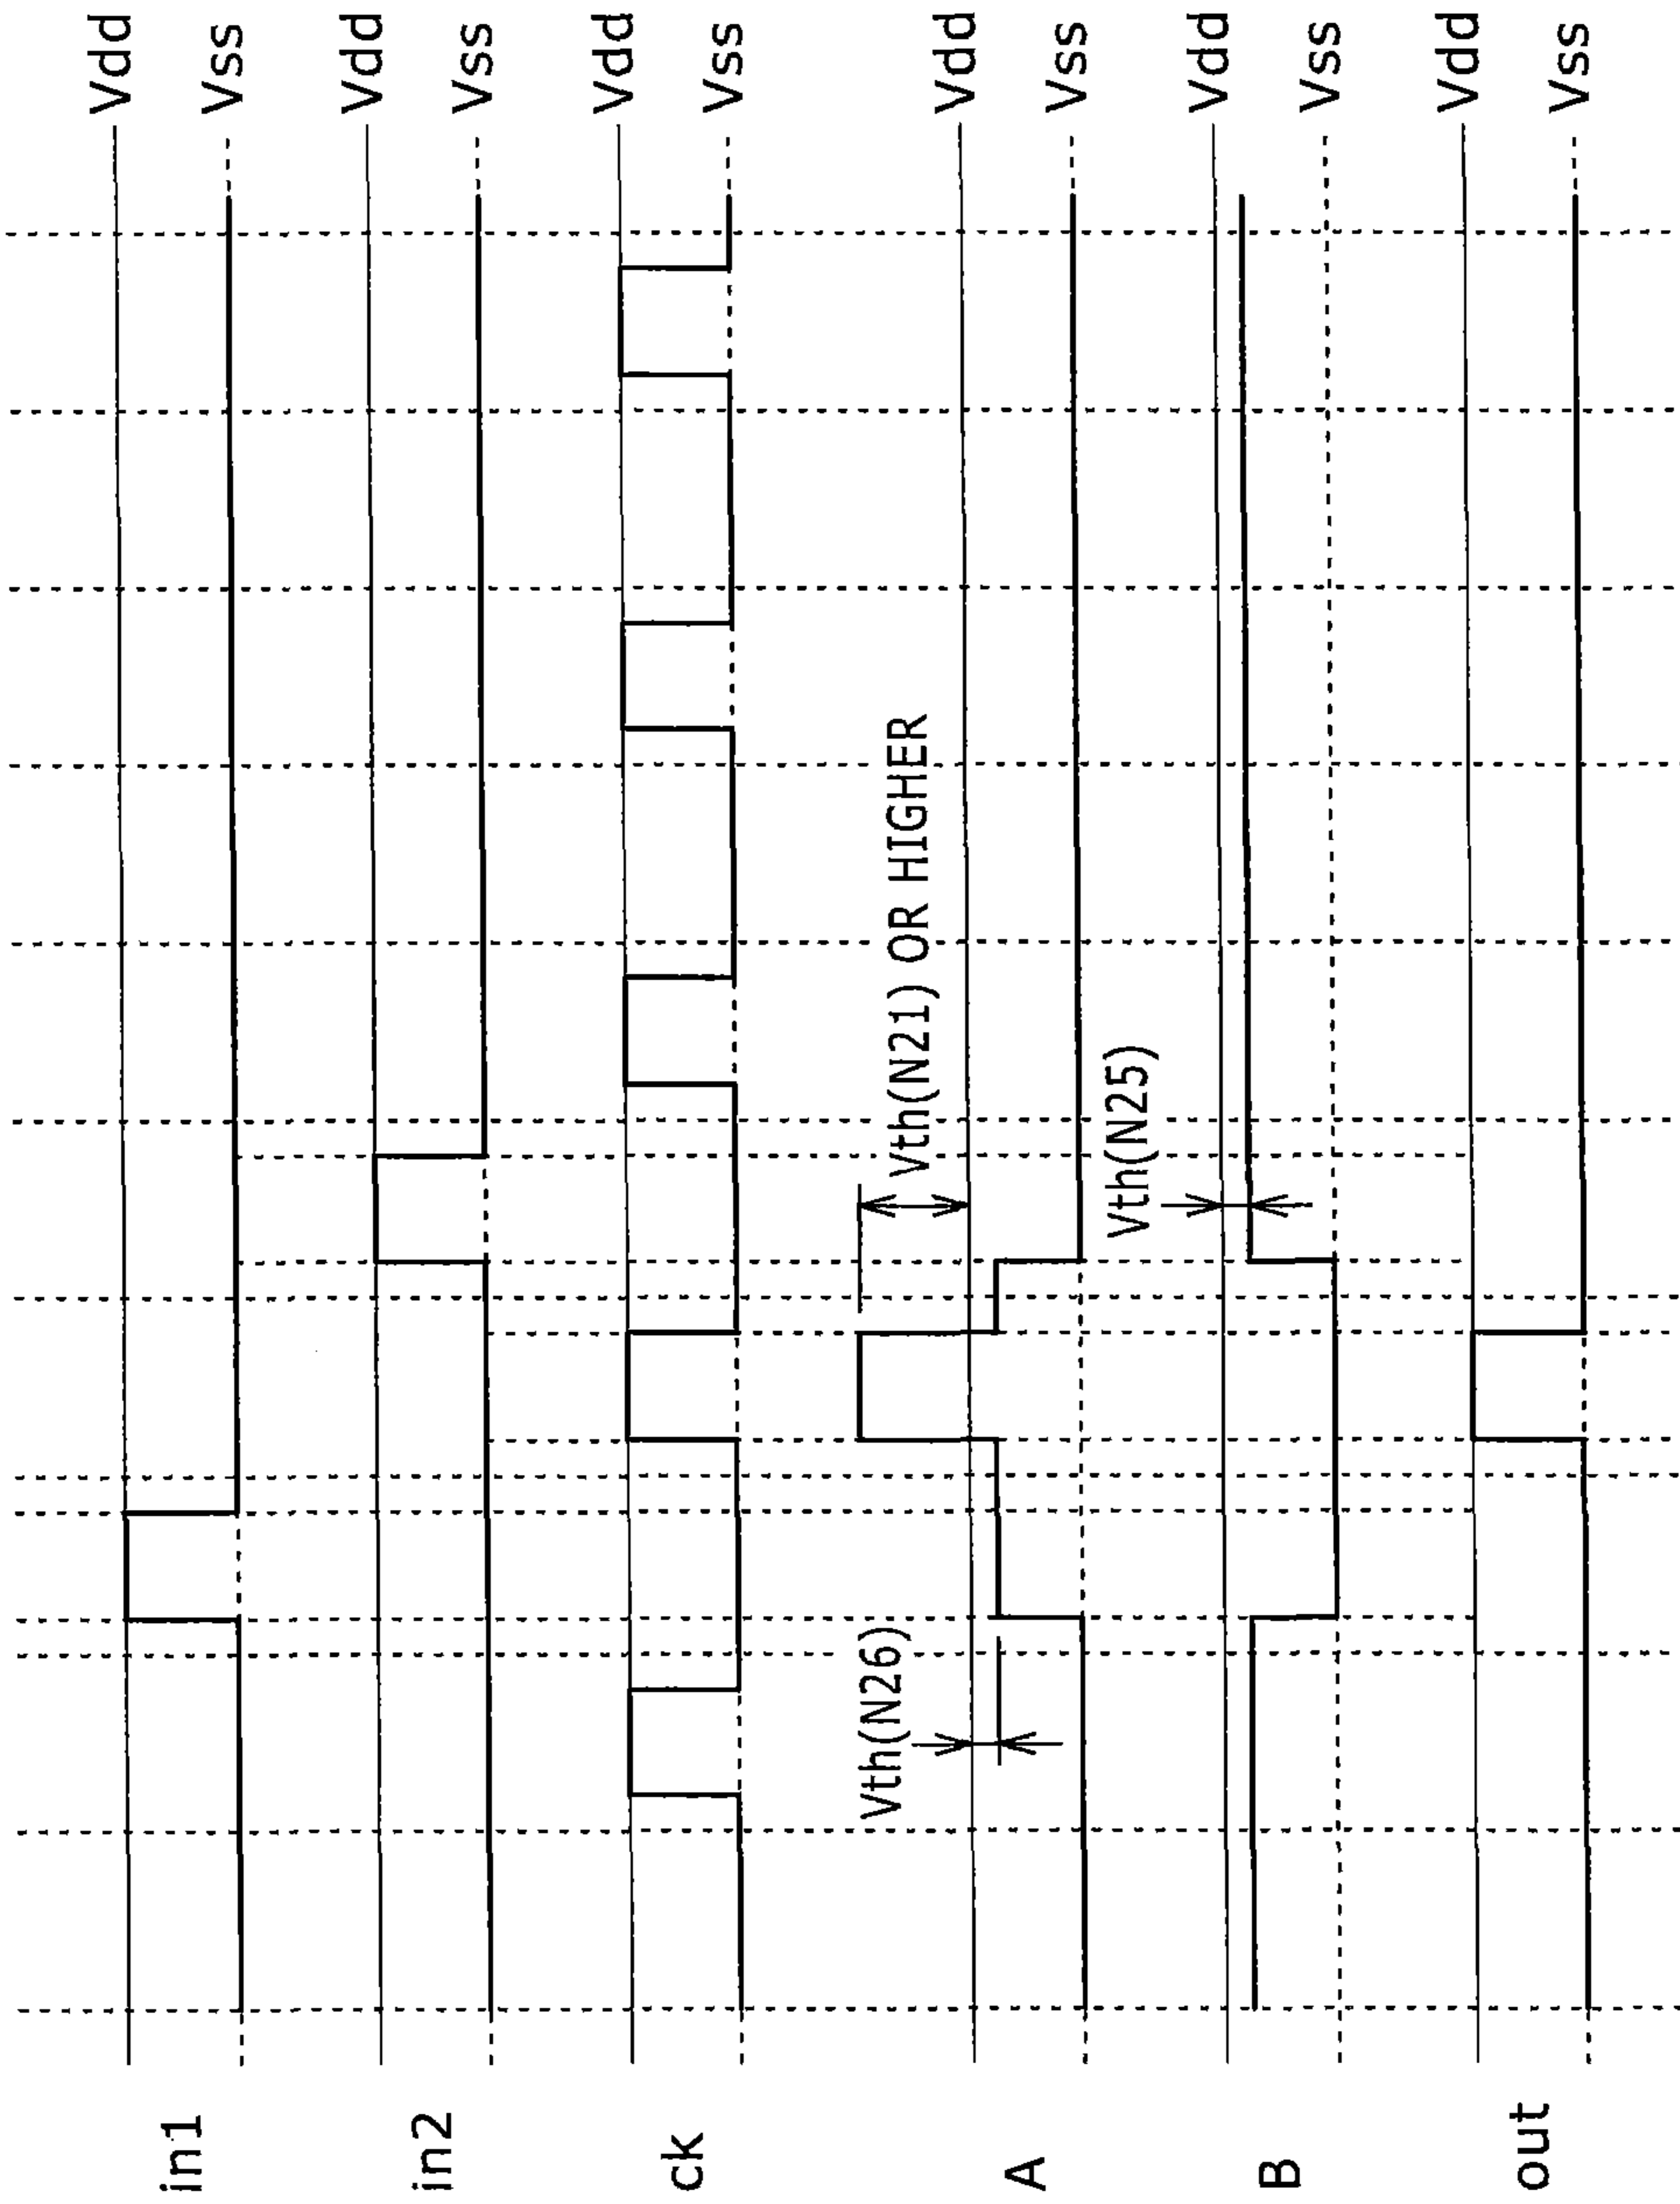 in1
Vdd
Vss
in2
Vdd
Vss
ck
Vdd
Vss
Vth(N26)
Vth(N21) OR HIGHER
A
Vdd
Vss
Vth(N25)
B
Vdd
Vss
out
Vdd
Vss